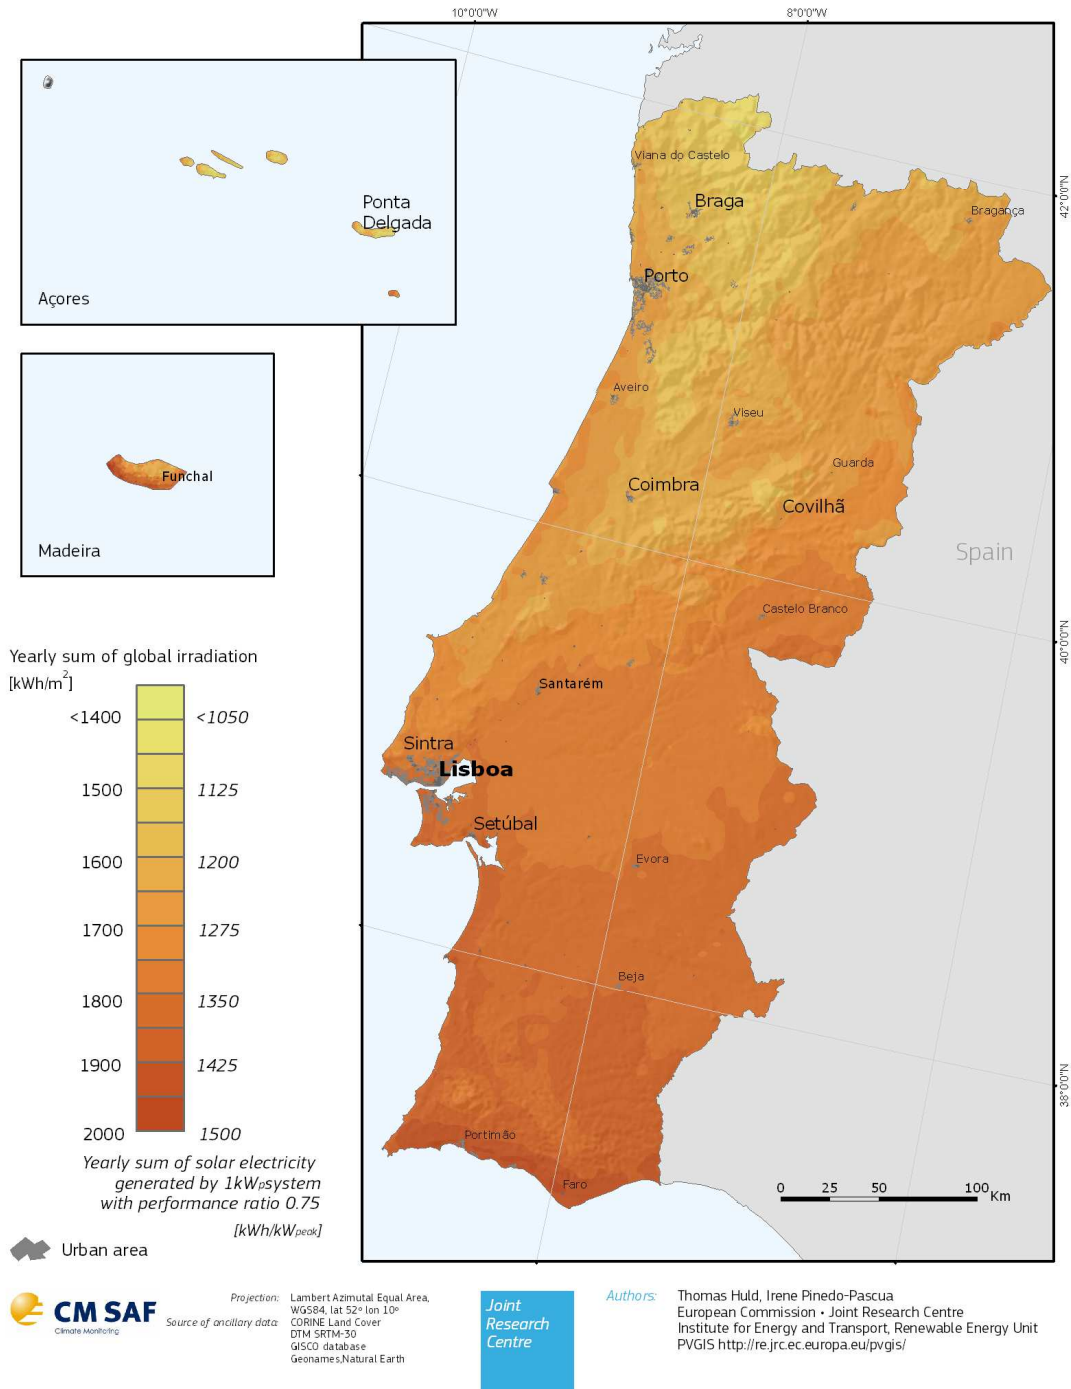 10°0'0"W
8°0'0"W
42°0'0"N
40°0'0"N
38°0'0"N
Ponta
Delgada
Açores
Funchal
Madeira
Viana do Castelo
Braga
Bragança
Porto
Aveiro
Viseu
Guarda
Coimbra
Covilhã
Spain
Castelo Branco
Santarém
Sintra
Lisboa
Setúbal
Evora
Beja
Portimão
Faro
Yearly sum of global irradiation
[kWh/m²]
<1400 <1050
1500 1125
1600 1200
1700 1275
1800 1350
1900 1425
2000 1500
Yearly sum of solar electricity
generated by 1kWpsystem
with performance ratio 0.75
[kWh/kWpeak]
Urban area
0 25 50 100 Km
CM SAF
Climate Monitoring
Projection: Lambert Azimutal Equal Area,
WGS84, lat 52º lon 10º
Source of ancillary data: CORINE Land Cover
DTM SRTM-30
GISCO database
Geonames,Natural Earth
Joint
Research
Centre
Authors: Thomas Huld, Irene Pinedo-Pascua
European Commission • Joint Research Centre
Institute for Energy and Transport, Renewable Energy Unit
PVGIS http://re.jrc.ec.europa.eu/pvgis/